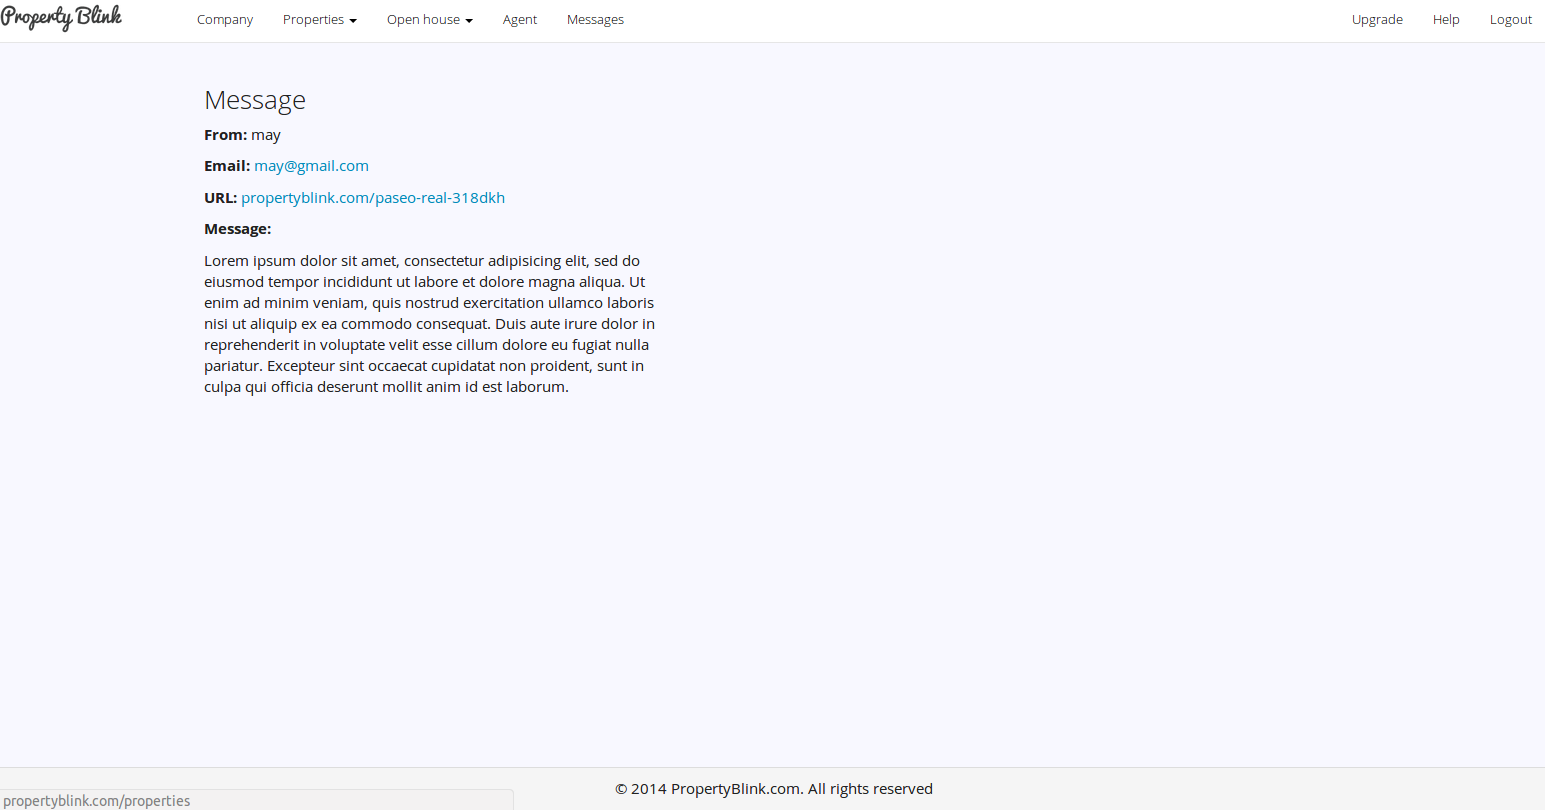 Property Blink Company Properties Open house Agent Messages Upgrade Help Logout
Message
From: may
Email: may@gmail.com
URL: propertyblink.com/paseo-real-318dkh
Message:
Lorem ipsum dolor sit amet, consectetur adipisicing elit, sed do
eiusmod tempor incididunt ut labore et dolore magna aliqua. Ut
enim ad minim veniam, quis nostrud exercitation ullamco laboris
nisi ut aliquip ex ea commodo consequat. Duis aute irure dolor in
reprehenderit in voluptate velit esse cillum dolore eu fugiat nulla
pariatur. Excepteur sint occaecat cupidatat non proident, sunt in
culpa qui officia deserunt mollit anim id est laborum.
© 2014 PropertyBlink.com. All rights reserved
propertyblink.com/properties